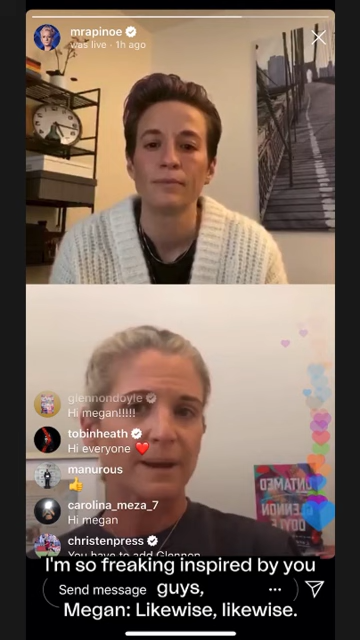 mrapinoe
was live · 1h ago
glennondoyle
Hi megan!!!!!
tobinheath
Hi everyone ❤️
manurous
👍
carolina_meza_7
Hi megan
christenpress
You have to add Glennon
UNTAMED
GLENNON
DOYLE
I'm so freaking inspired by you
guys,
Send message
Megan: Likewise, likewise.